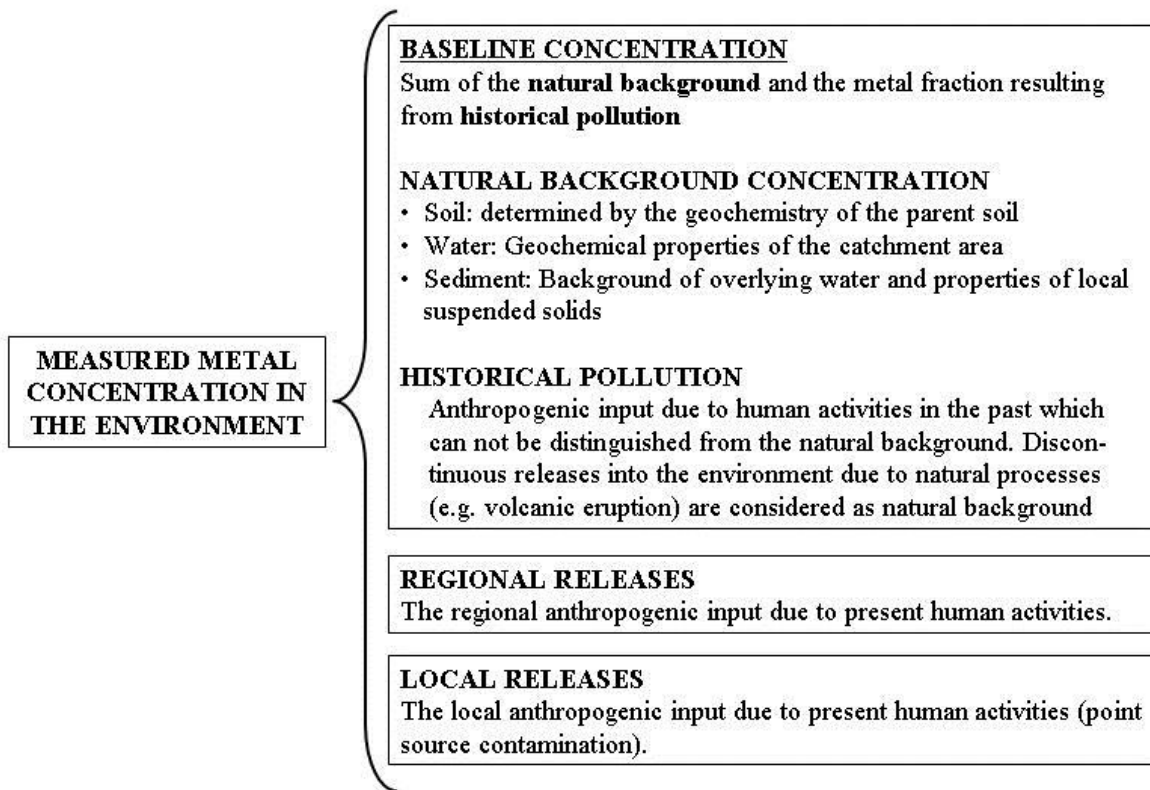 MEASURED METAL
CONCENTRATION IN
THE ENVIRONMENT
BASELINE CONCENTRATION
Sum of the natural background and the metal fraction resulting
from historical pollution
NATURAL BACKGROUND CONCENTRATION
• Soil: determined by the geochemistry of the parent soil
• Water: Geochemical properties of the catchment area
• Sediment: Background of overlying water and properties of local
suspended solids
HISTORICAL POLLUTION
Anthropogenic input due to human activities in the past which
can not be distinguished from the natural background. Discon-
tinuous releases into the environment due to natural processes
(e.g. volcanic eruption) are considered as natural background
REGIONAL RELEASES
The regional anthropogenic input due to present human activities.
LOCAL RELEASES
The local anthropogenic input due to present human activities (point
source contamination).